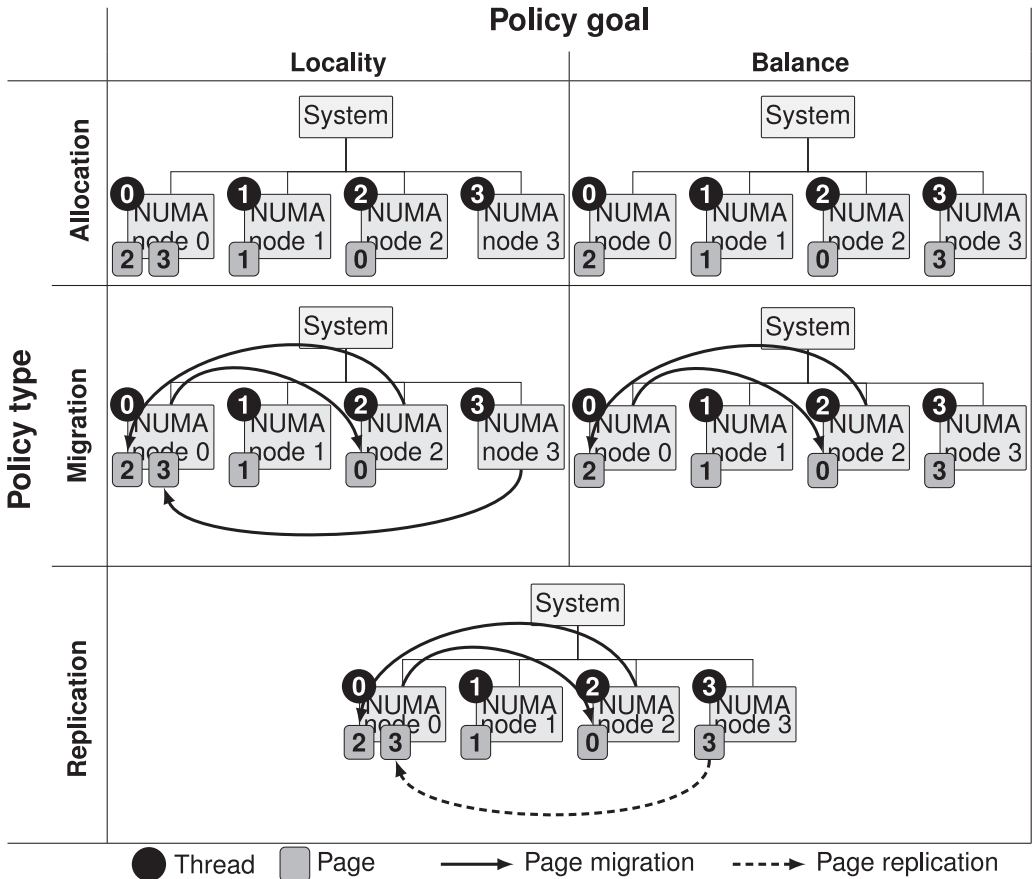 Policy goal
Locality
Balance
Policy type
Allocation
System
0 1 2 3
NUMA node 0
NUMA node 1
NUMA node 2
NUMA node 3
2 3 1 0
System
0 1 2 3
NUMA node 0
NUMA node 1
NUMA node 2
NUMA node 3
2 1 0 3
Migration
System
0 1 2 3
NUMA node 0
NUMA node 1
NUMA node 2
NUMA node 3
2 3 1 0
System
0 1 2 3
NUMA node 0
NUMA node 1
NUMA node 2
NUMA node 3
2 1 0 3
Replication
System
0 1 2 3
NUMA node 0
NUMA node 1
NUMA node 2
NUMA node 3
2 3 1 0 3
Thread
Page
Page migration
Page replication